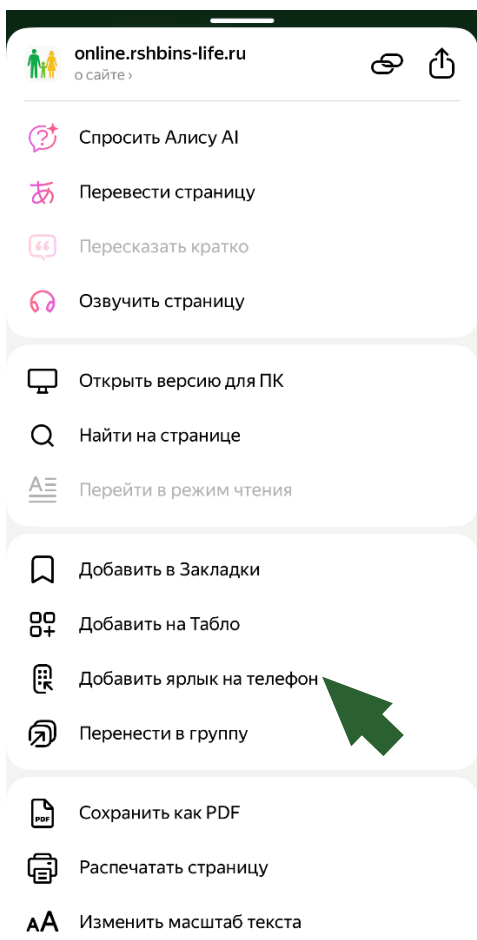 online.rshbins-life.ru
о сайте ›
Спросить Алису AI
Перевести страницу
Пересказать кратко
Озвучить страницу
Открыть версию для ПК
Найти на странице
Перейти в режим чтения
Добавить в Закладки
Добавить на Табло
Добавить ярлык на телефон
Перенести в группу
Сохранить как PDF
Распечатать страницу
Изменить масштаб текста